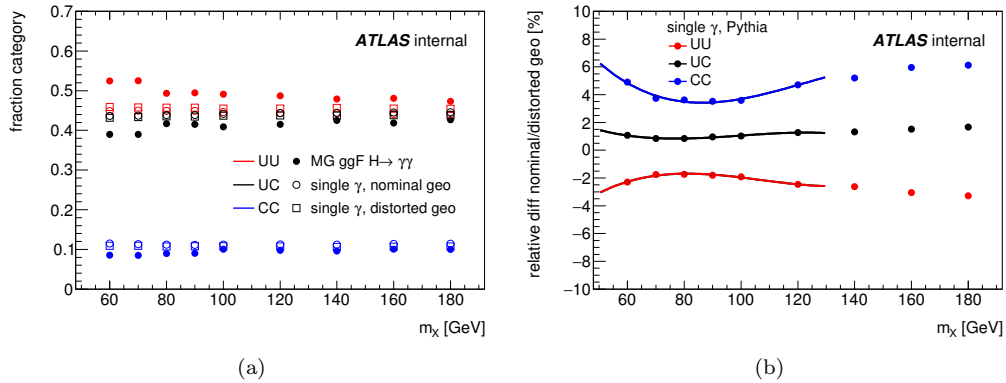 fraction category
0.7
0.6
0.5
0.4
0.3
0.2
0.1
0
ATLAS internal
UU
MG ggF H→ γγ
UC
single γ, nominal geo
CC
single γ, distorted geo
60 80 100 120 140 160 180
m_X [GeV]
(a)
relative diff nominal/distorted geo [%]
10
8
6
4
2
0
−2
−4
−6
−8
−10
single γ, Pythia
UU
UC
CC
ATLAS internal
60 80 100 120 140 160 180
m_X [GeV]
(b)